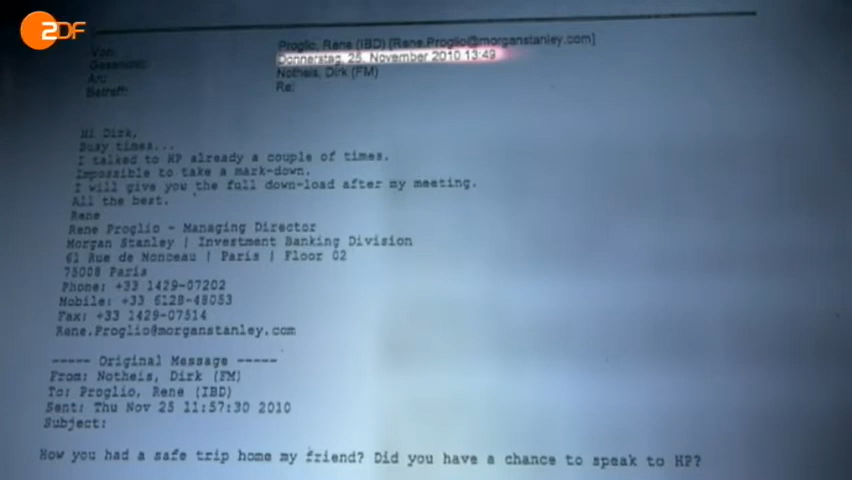 ZDF
Von: Proglio, Rene (IBD) [Rene.Proglio@morganstanley.com]
Gesendet: Donnerstag, 25. November 2010 13:49
An: Notheis, Dirk (FM)
Betreff: Re:
Hi Dirk,
Busy times...
I talked to HP already a couple of times.
Impossible to take a mark-down.
I will give you the full down-load after my meeting.
All the best.
Rene
Rene Proglio - Managing Director
Morgan Stanley | Investment Banking Division
61 Rue de Monceau | Paris | Floor 02
75008 Paris
Phone: +33 1429-07202
Mobile: +33 6128-48053
Fax: +33 1429-07514
Rene.Proglio@morganstanley.com
----- Original Message -----
From: Notheis, Dirk (FM)
To: Proglio, Rene (IBD)
Sent: Thu Nov 25 11:57:30 2010
Subject:
How you had a safe trip home my friend? Did you have a chance to speak to HP?